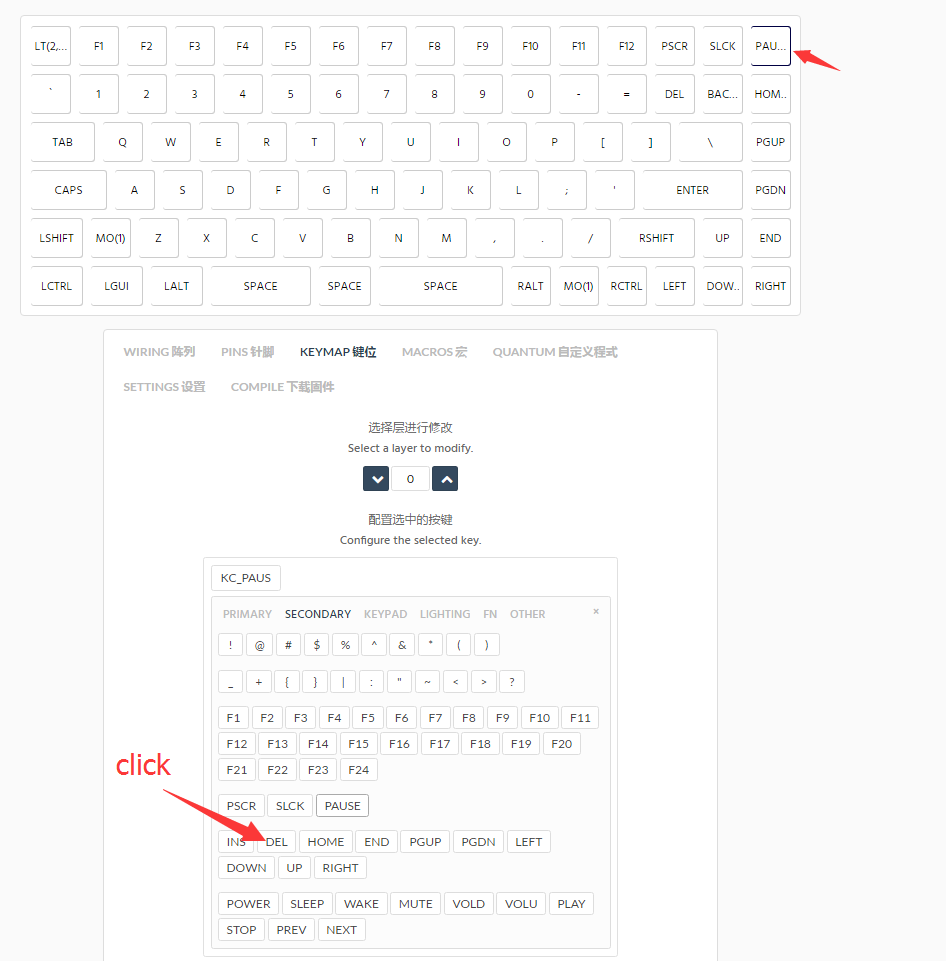 LT(2,... F1 F2 F3 F4 F5 F6 F7 F8 F9 F10 F11 F12 PSCR SLCK PAU...
` 1 2 3 4 5 6 7 8 9 0 - = DEL BAC... HOM..
TAB Q W E R T Y U I O P [ ] \ PGUP
CAPS A S D F G H J K L ; ' ENTER PGDN
LSHIFT MO(1) Z X C V B N M , . / RSHIFT UP END
LCTRL LGUI LALT SPACE SPACE SPACE RALT MO(1) RCTRL LEFT DOW.. RIGHT
WIRING 阵列 PINS 针脚 KEYMAP 键位 MACROS 宏 QUANTUM 自定义程式
SETTINGS 设置 COMPILE 下载固件
选择层进行修改
Select a layer to modify.
0
配置选中的按键
Configure the selected key.
KC_PAUS
PRIMARY SECONDARY KEYPAD LIGHTING FN OTHER ×
! @ # $ % ^ & * ( )
_ + { } | : " ~ < > ?
F1 F2 F3 F4 F5 F6 F7 F8 F9 F10 F11
F12 F13 F14 F15 F16 F17 F18 F19 F20
F21 F22 F23 F24
click
PSCR SLCK PAUSE
INS DEL HOME END PGUP PGDN LEFT
DOWN UP RIGHT
POWER SLEEP WAKE MUTE VOLD VOLU PLAY
STOP PREV NEXT